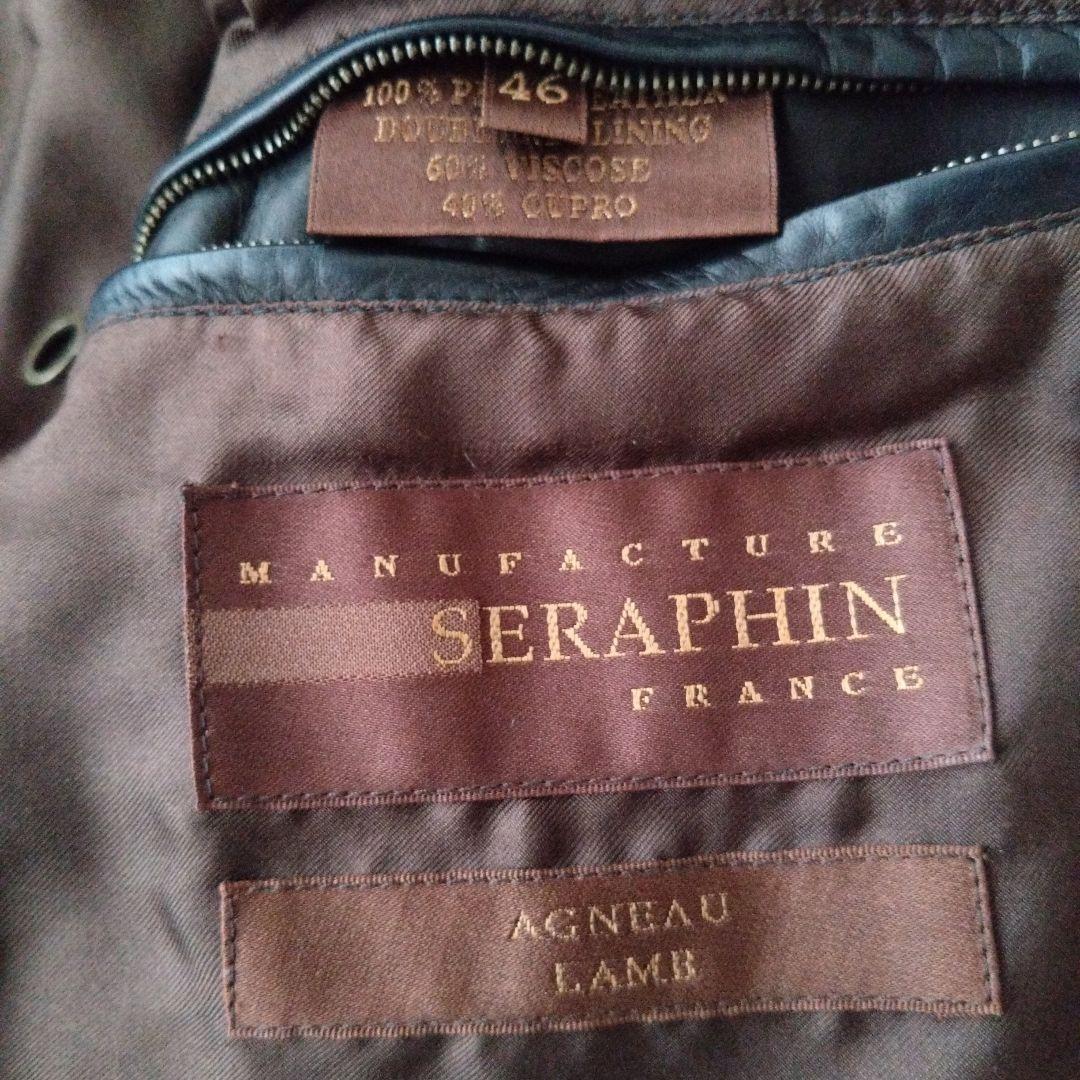 100%
46
LINING
60% VISCOSE
40% CUPRO
MANUFACTURE
SERAPHIN
FRANCE
AGNEAU
LAMB